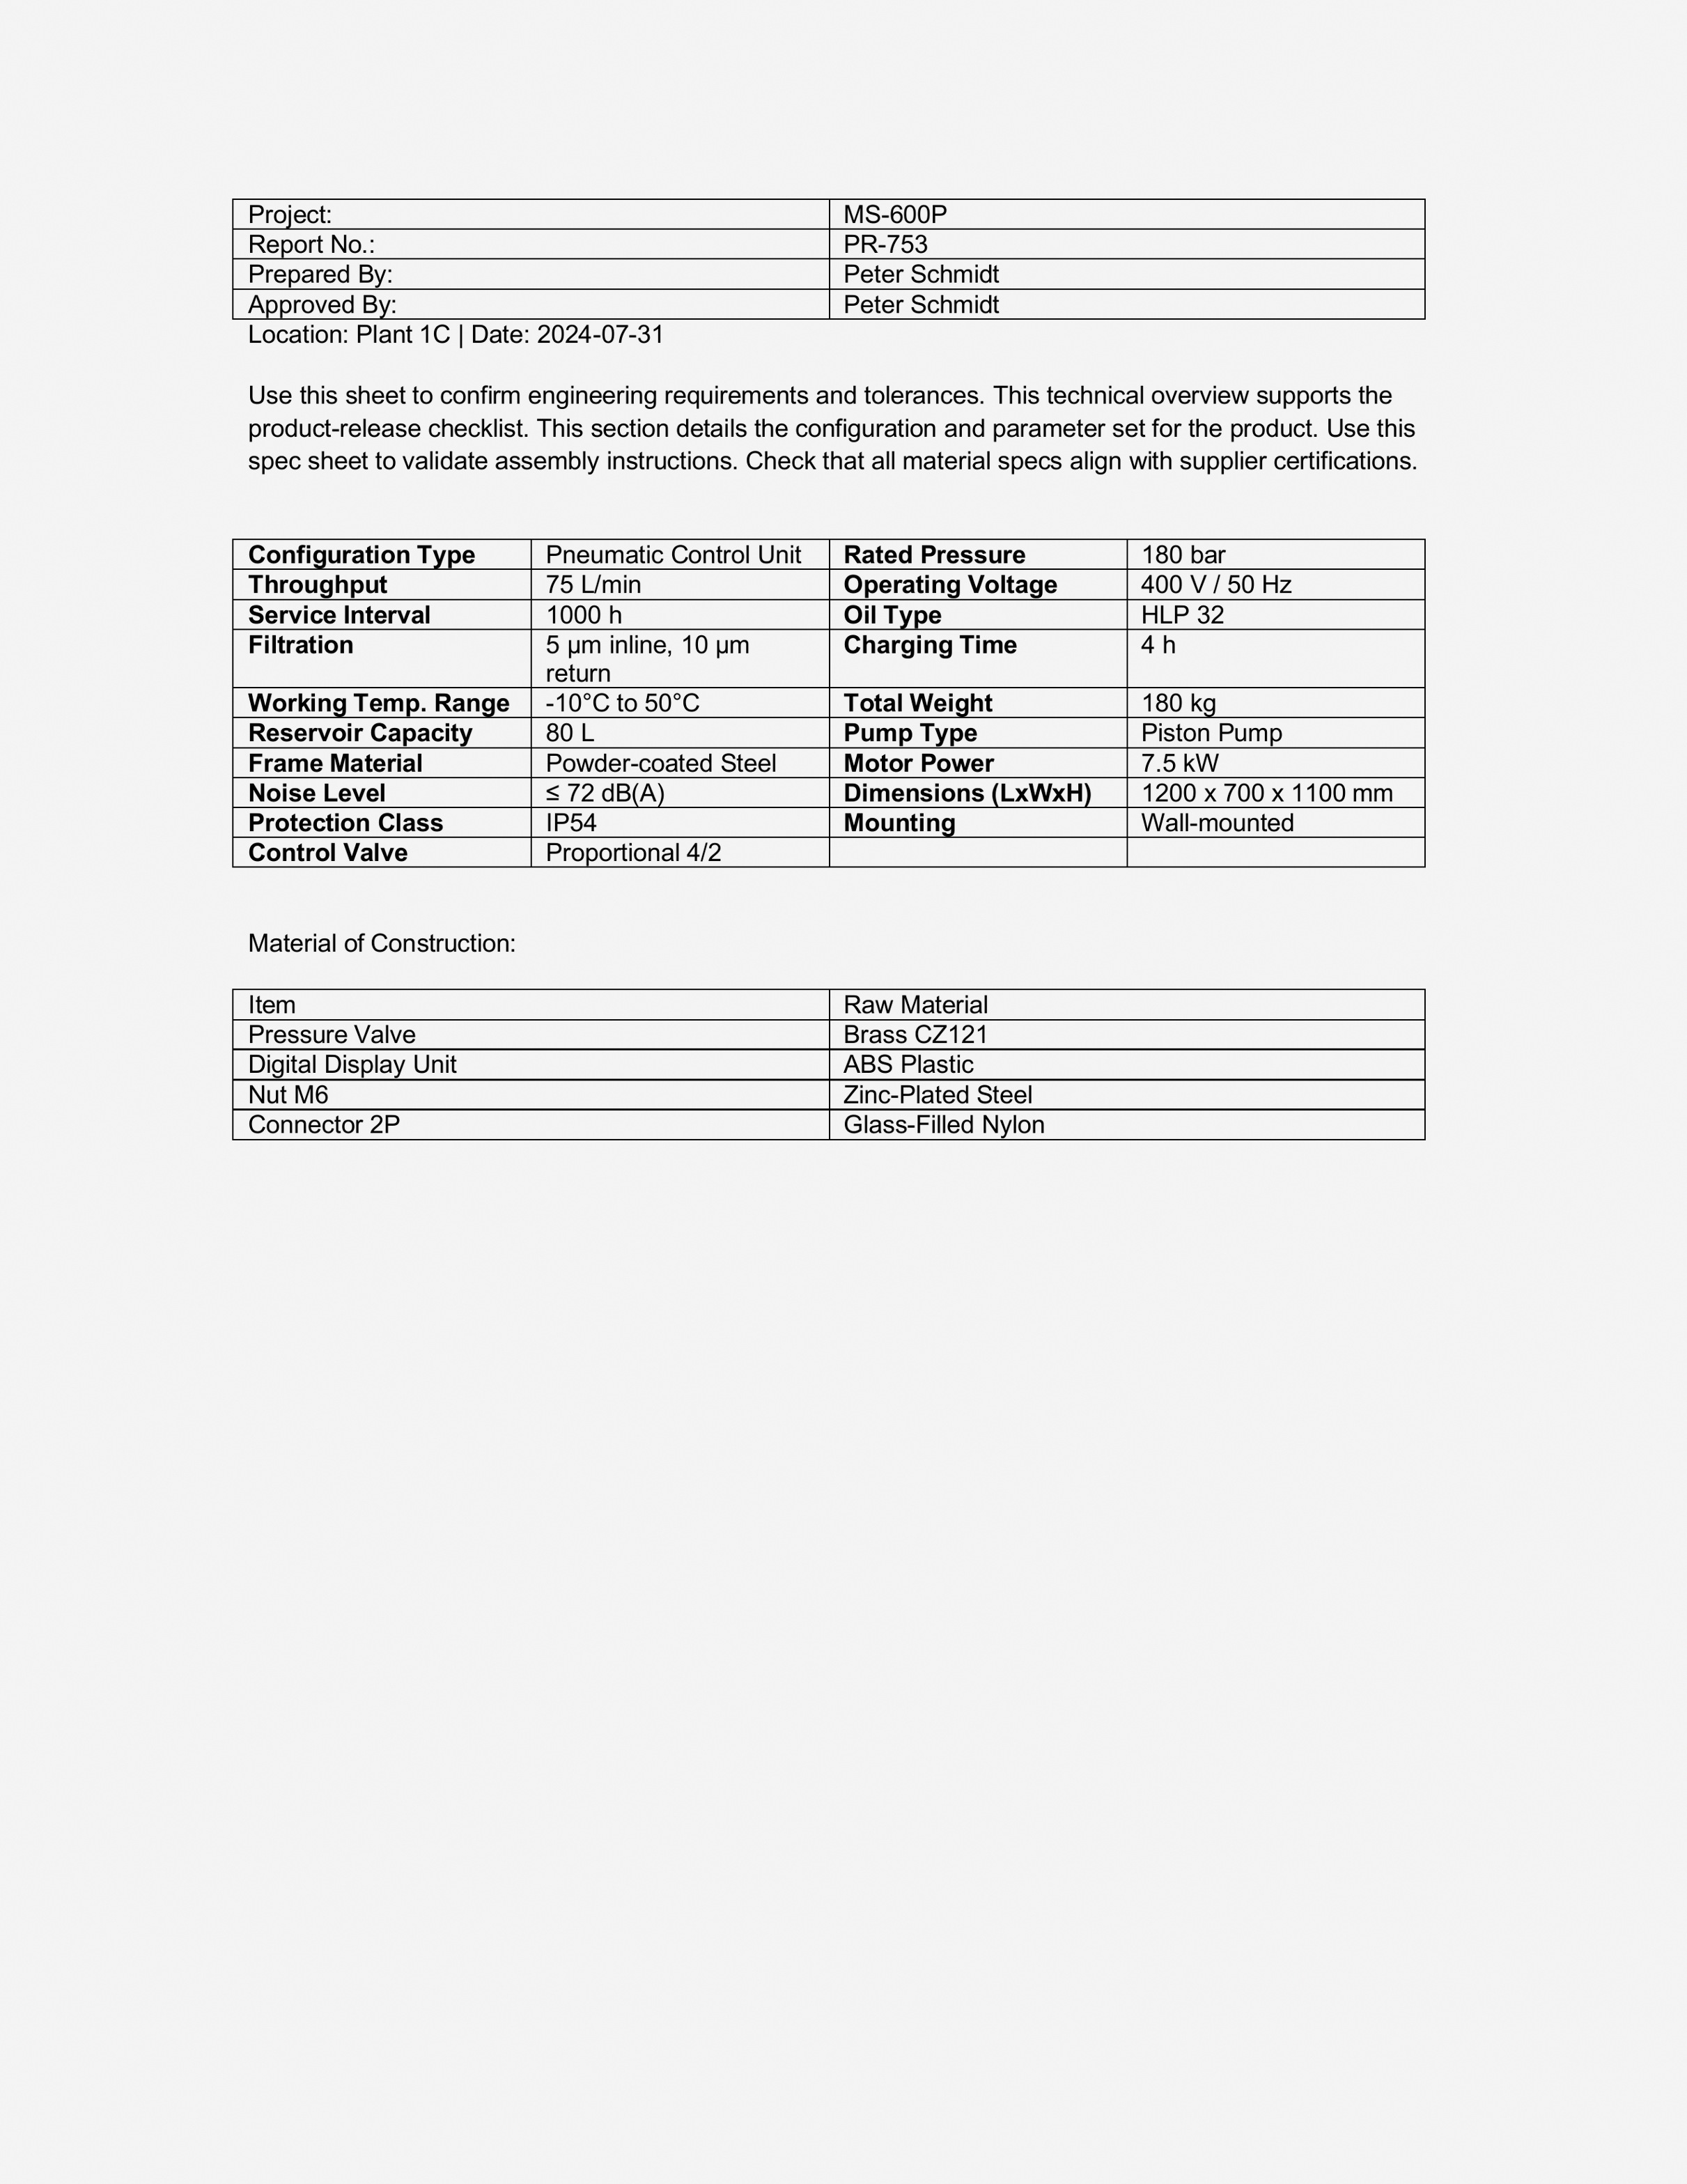 Project: MS-600P
Report No.: PR-753
Prepared By: Peter Schmidt
Approved By: Peter Schmidt
Location: Plant 1C | Date: 2024-07-31
Use this sheet to confirm engineering requirements and tolerances. This technical overview supports the
product-release checklist. This section details the configuration and parameter set for the product. Use this
spec sheet to validate assembly instructions. Check that all material specs align with supplier certifications.
Configuration Type Pneumatic Control Unit Rated Pressure 180 bar
Throughput 75 L/min Operating Voltage 400 V / 50 Hz
Service Interval 1000 h Oil Type HLP 32
Filtration 5 µm inline, 10 µm Charging Time 4 h
return
Working Temp. Range -10°C to 50°C Total Weight 180 kg
Reservoir Capacity 80 L Pump Type Piston Pump
Frame Material Powder-coated Steel Motor Power 7.5 kW
Noise Level ≤ 72 dB(A) Dimensions (LxWxH) 1200 x 700 x 1100 mm
Protection Class IP54 Mounting Wall-mounted
Control Valve Proportional 4/2
Material of Construction:
Item Raw Material
Pressure Valve Brass CZ121
Digital Display Unit ABS Plastic
Nut M6 Zinc-Plated Steel
Connector 2P Glass-Filled Nylon